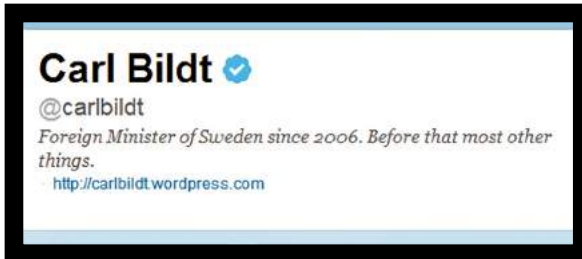 Carl Bildt
@carlbildt
Foreign Minister of Sweden since 2006. Before that most other
things.
http://carlbildt.wordpress.com